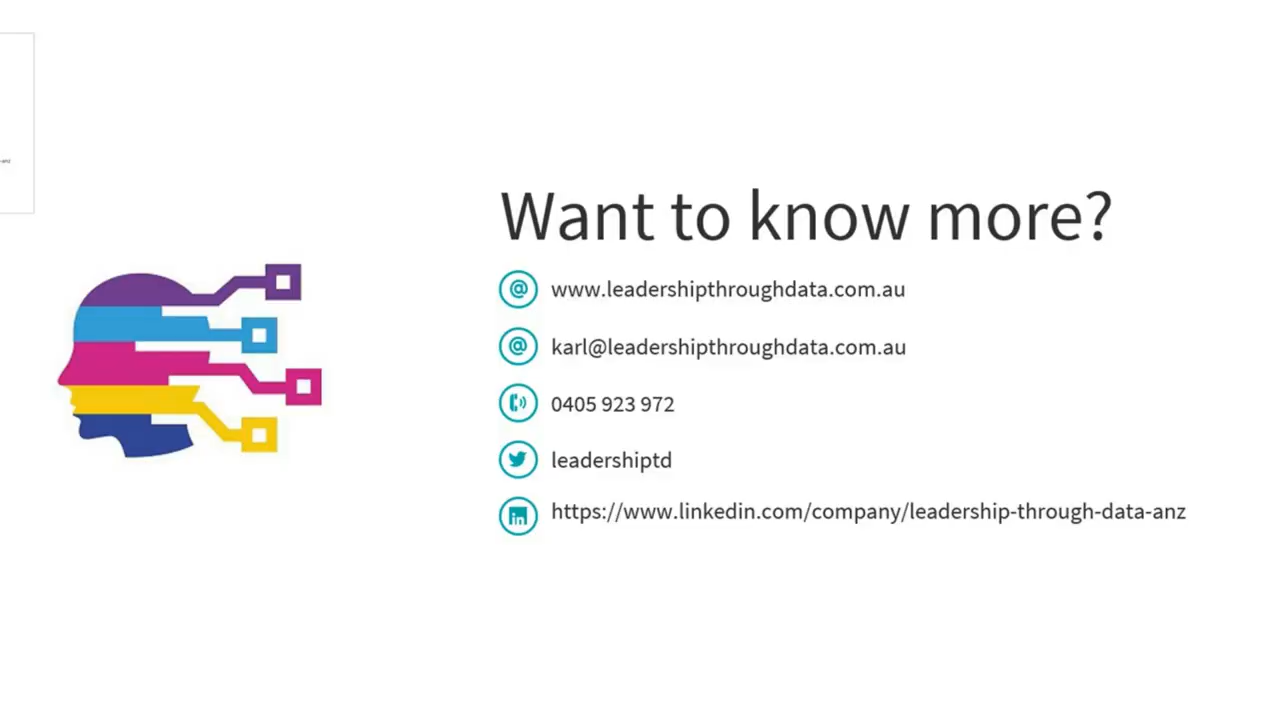 Want to know more?
www.leadershipthroughdata.com.au
karl@leadershipthroughdata.com.au
0405 923 972
leadershiptd
https://www.linkedin.com/company/leadership-through-data-anz